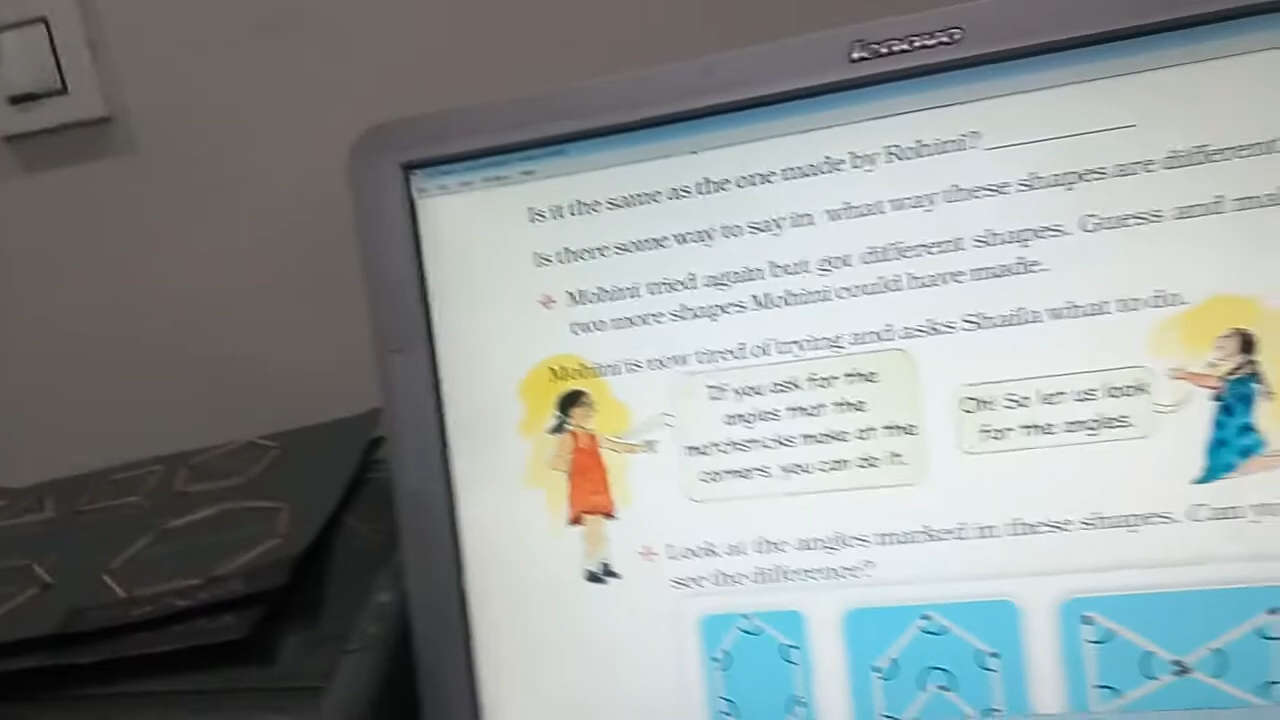 lenovo
Is it the same as the one made by Rohini?
Is there some way to say in what way these shapes are different
Mohini tried again but got different shapes. Guess and
two more shapes Mohini could have made.
Mohini is now tired of trying and asks Shaila what to do.
If you ask for the
angles that the
matchsticks make at the
corners, you can do it.
Oh! So let us look
for the angles.
Look at the angles marked in these shapes. Can
see the difference?